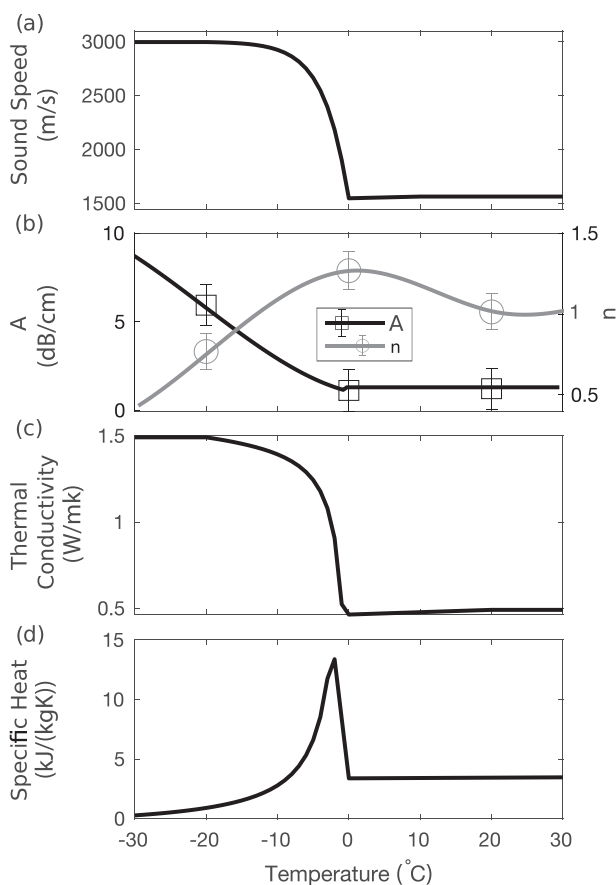 (a)
3000
2500
2000
1500
Sound Speed
(m/s)
(b)
10
5
0
A
(dB/cm)
1.5
1
0.5
n
A
n
(c)
1.5
1
0.5
Thermal
Conductivity
(W/mk)
(d)
15
10
5
0
Specific Heat
(kJ/(kgK))
-30 -20 -10 0 10 20 30
Temperature (°C)